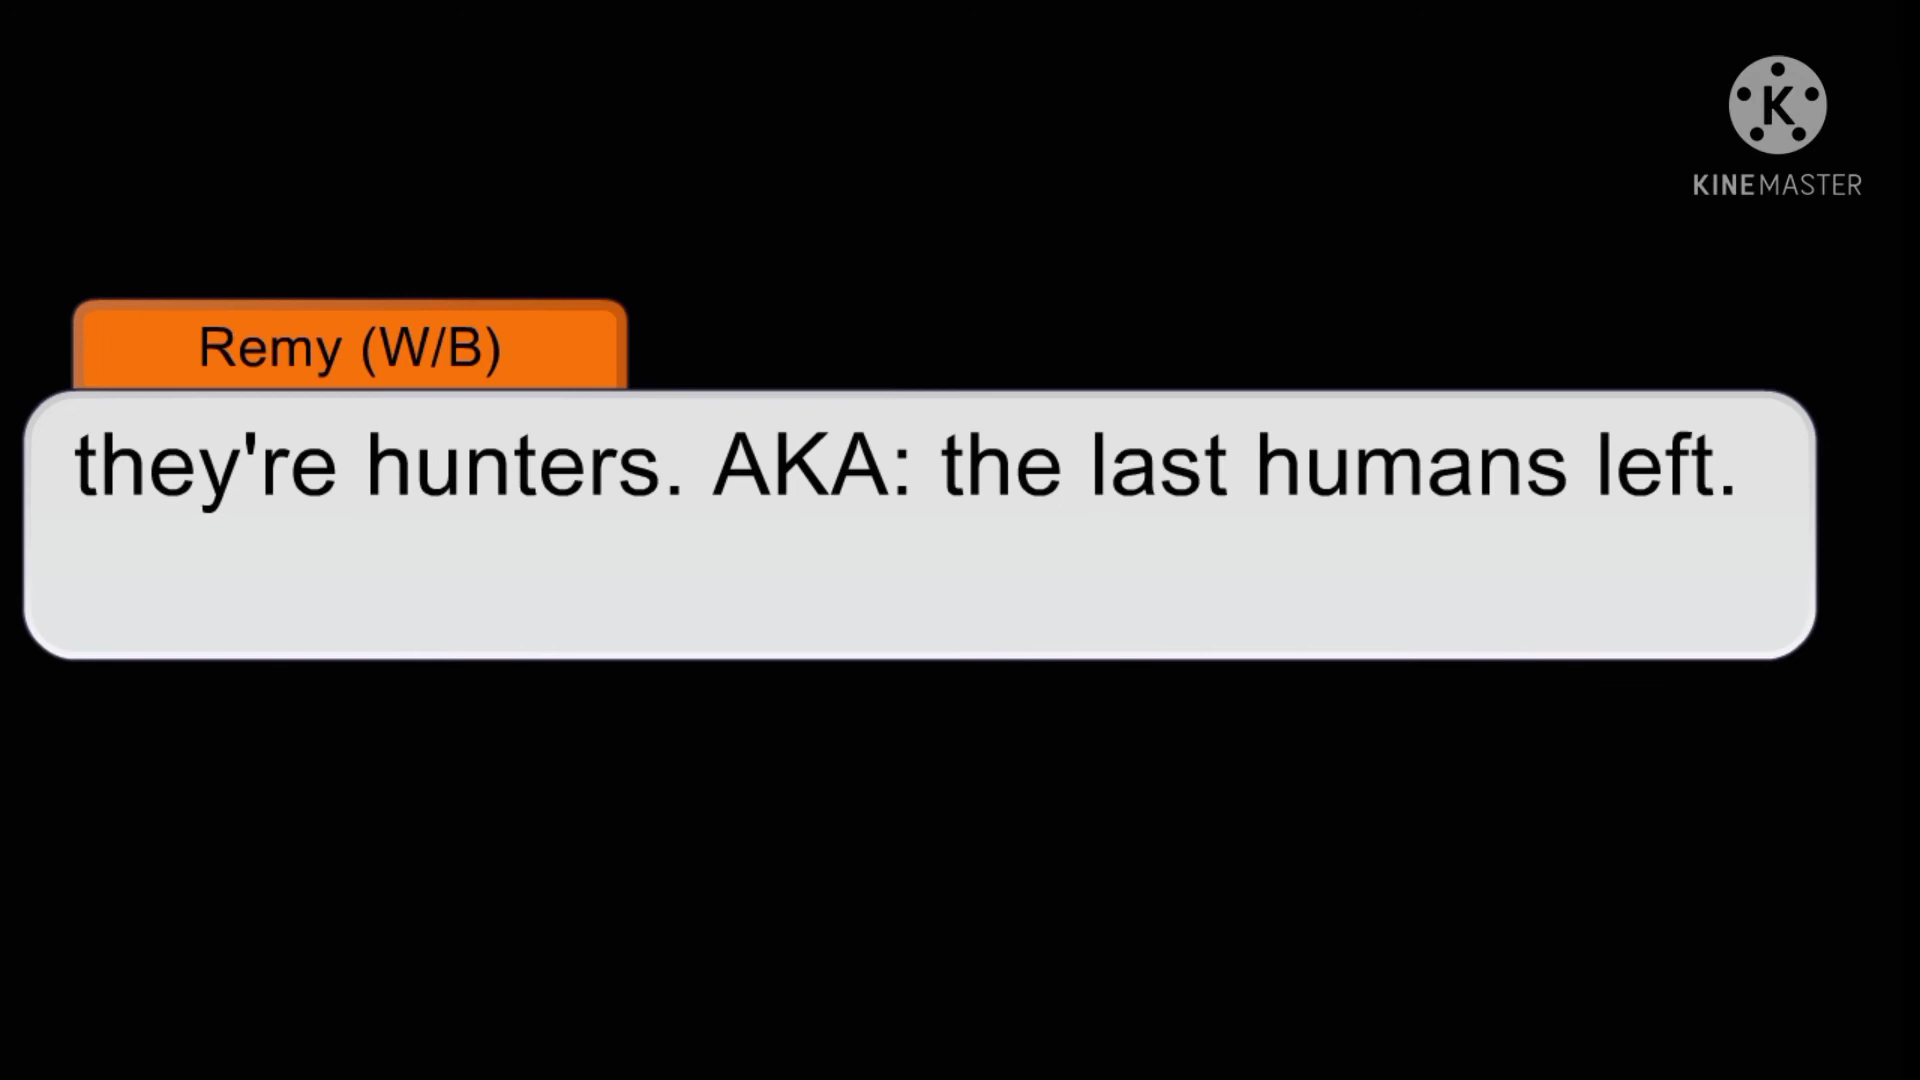 K
KINEMASTER
Remy (W/B)
they're hunters. AKA: the last humans left.